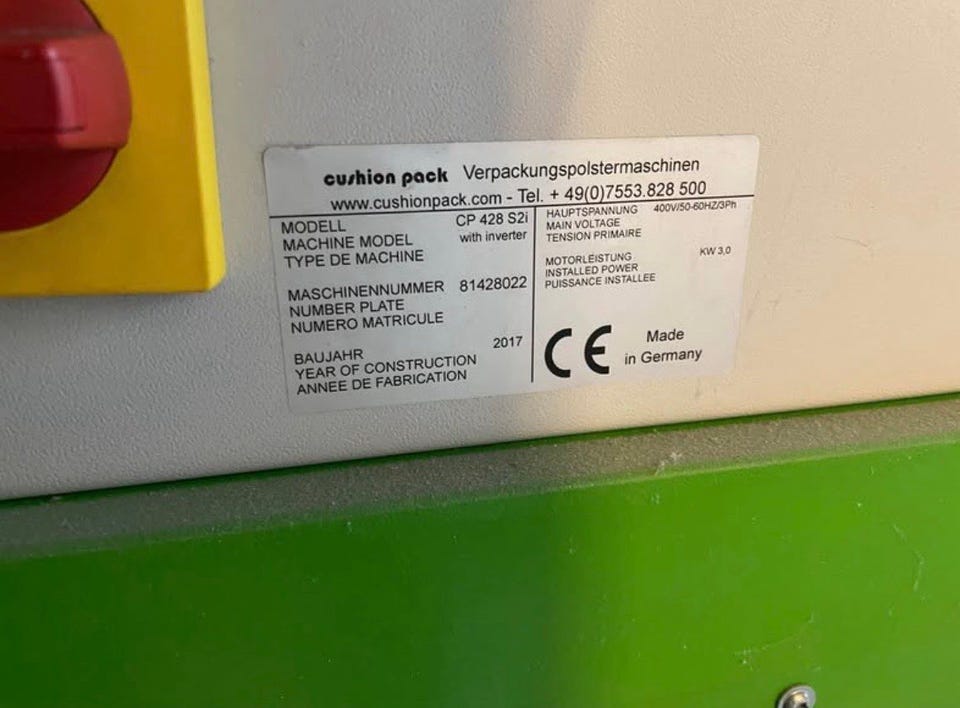 cushion pack Verpackungspolstermaschinen
www.cushionpack.com - Tel. + 49(0)7553.828 500
MODELL CP 428 S2i
MACHINE MODEL with inverter
TYPE DE MACHINE
MASCHINENNUMMER 81428022
NUMBER PLATE
NUMERO MATRICULE
BAUJAHR 2017
YEAR OF CONSTRUCTION
ANNEE DE FABRICATION
HAUPTSPANNUNG 400V/50-60HZ/3Ph
MAIN VOLTAGE
TENSION PRIMAIRE
MOTORLEISTUNG KW 3,0
INSTALLED POWER
PUISSANCE INSTALLEE
CE Made
in Germany